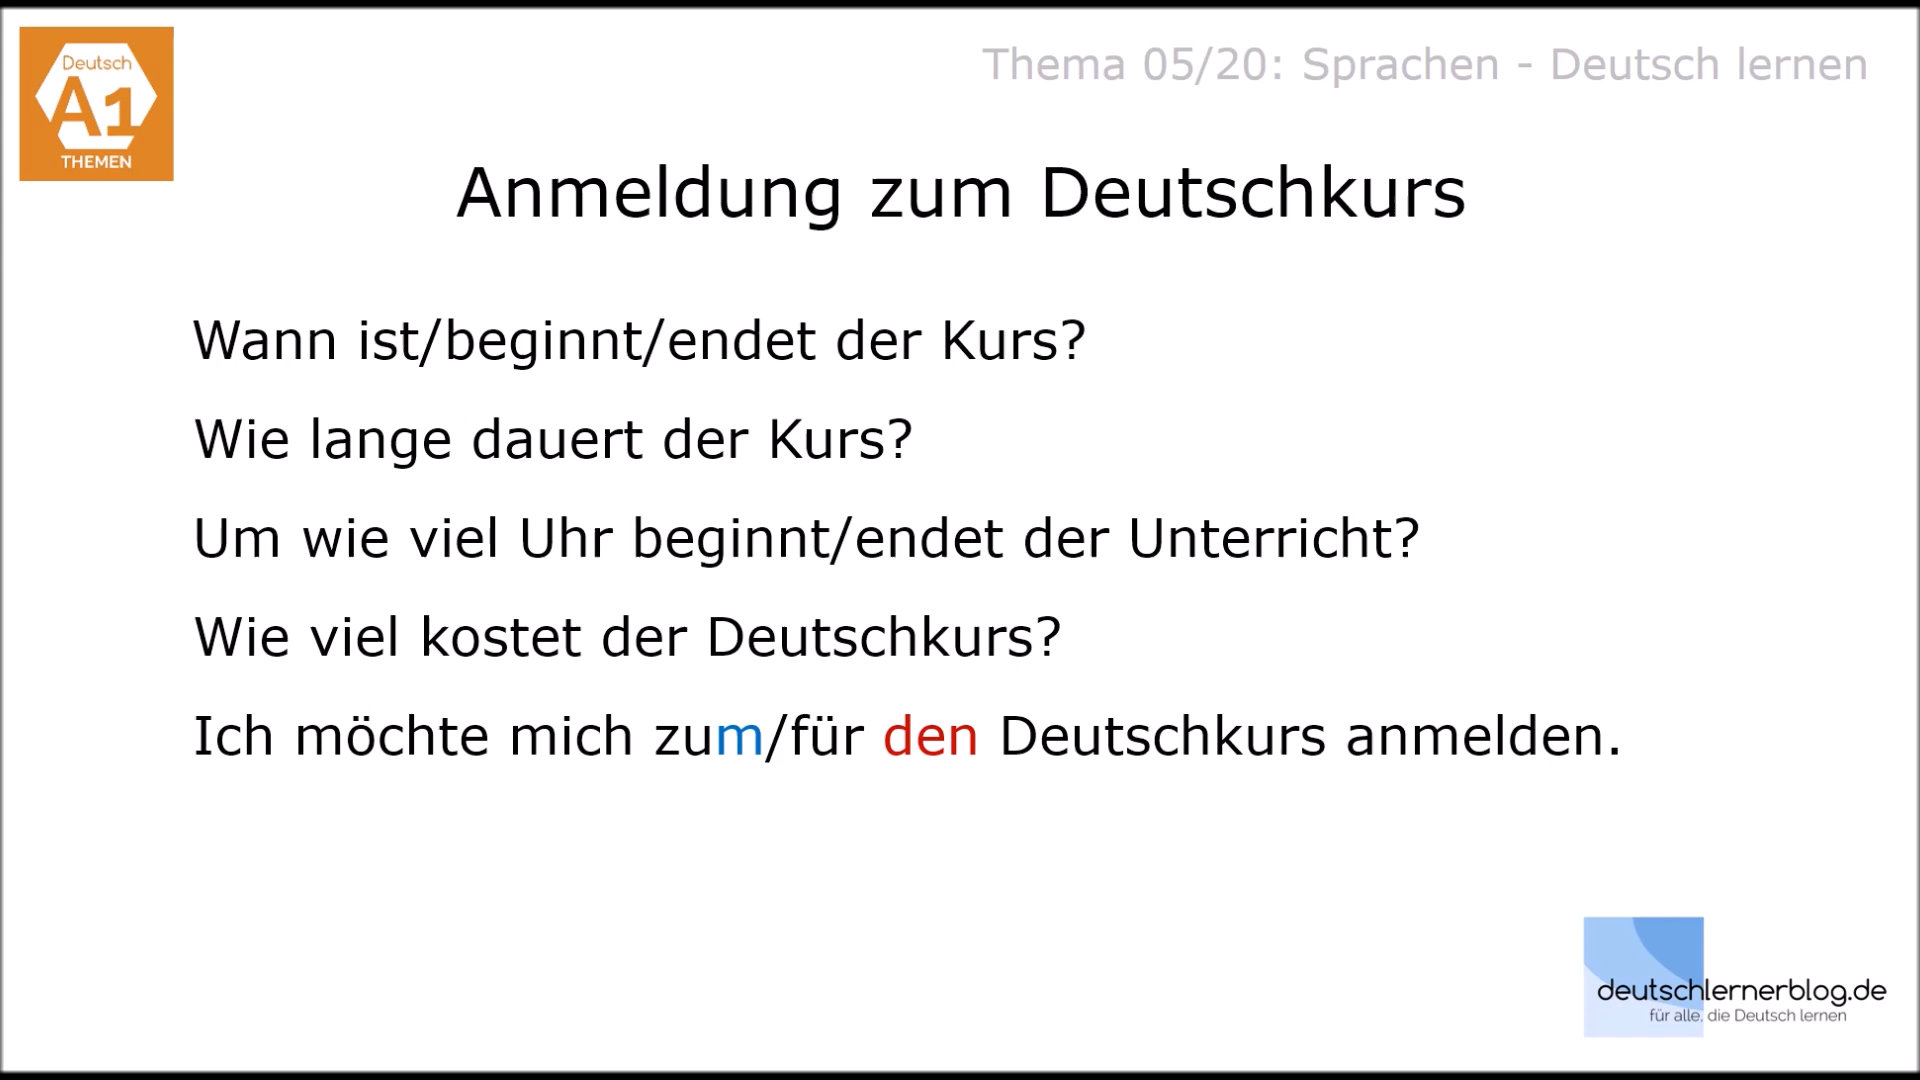 Deutsch
A1
THEMEN
Thema 05/20: Sprachen - Deutsch lernen
Anmeldung zum Deutschkurs
Wann ist/beginnt/endet der Kurs?
Wie lange dauert der Kurs?
Um wie viel Uhr beginnt/endet der Unterricht?
Wie viel kostet der Deutschkurs?
Ich möchte mich zum/für den Deutschkurs anmelden.
deutschlernerblog.de
für alle, die Deutsch lernen